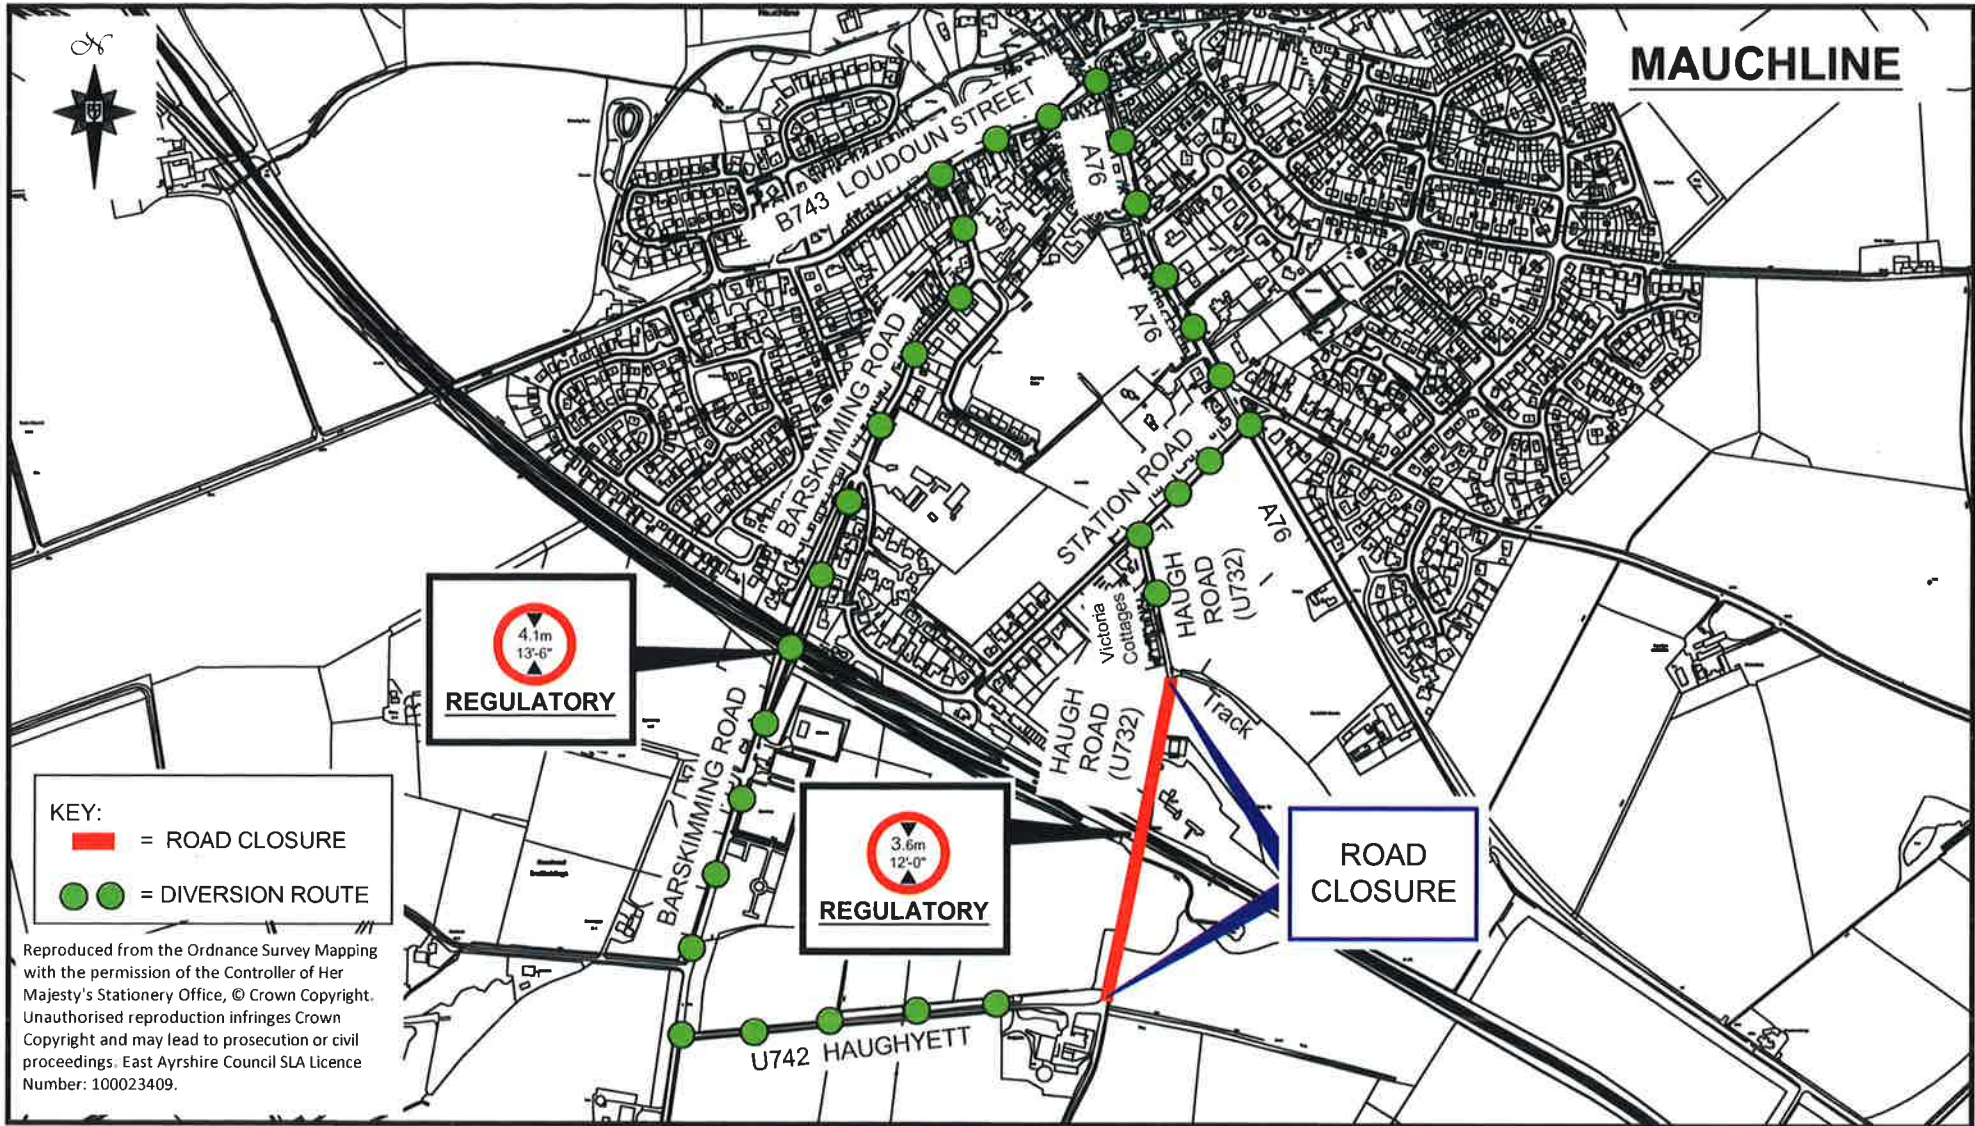 N
Mauchline
MAUCHLINE
B743 LOUDOUN STREET
A76
A76
BARSKIMMING ROAD
STATION ROAD
A76
HAUGH
ROAD
(U732)
Victoria
Cottages
4.1m
13'-6"
REGULATORY
HAUGH
ROAD
(U732)
Track
BARSKIMMING ROAD
3.6m
12'-0"
REGULATORY
ROAD
CLOSURE
KEY:
= ROAD CLOSURE
= DIVERSION ROUTE
U742 HAUGHYETT
Reproduced from the Ordnance Survey Mapping
with the permission of the Controller of Her
Majesty's Stationery Office, © Crown Copyright.
Unauthorised reproduction infringes Crown
Copyright and may lead to prosecution or civil
proceedings. East Ayrshire Council SLA Licence
Number: 100023409.